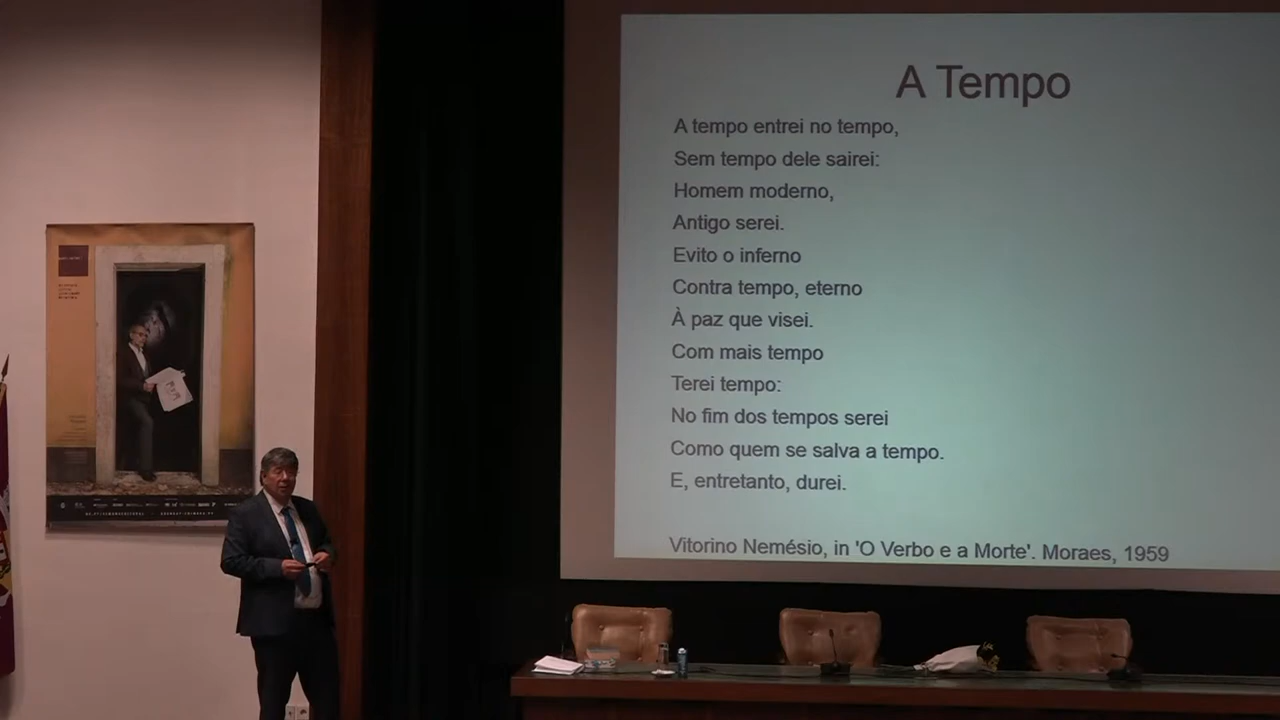 A Tempo
A tempo entrei no tempo,
Sem tempo dele sairei:
Homem moderno,
Antigo serei.
Evito o inferno
Contra tempo, eterno
À paz que visei.
Com mais tempo
Terei tempo:
No fim dos tempos serei
Como quem se salva a tempo.
E, entretanto, durei.
Vitorino Nemésio, in 'O Verbo e a Morte'. Moraes, 1959